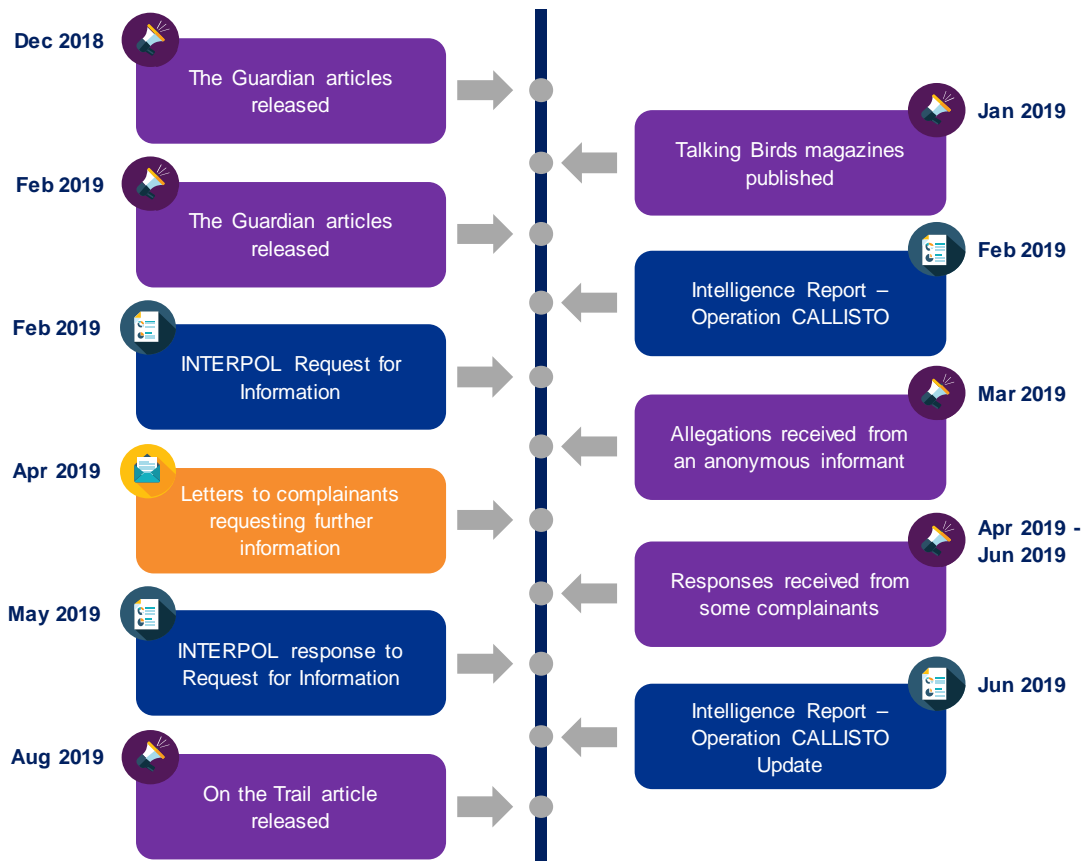 Dec 2018
The Guardian articles
released
Jan 2019
Talking Birds magazines
published
Feb 2019
The Guardian articles
released
Feb 2019
Intelligence Report –
Operation CALLISTO
Feb 2019
INTERPOL Request for
Information
Mar 2019
Allegations received from
an anonymous informant
Apr 2019
Letters to complainants
requesting further
information
Apr 2019 -
Jun 2019
Responses received from
some complainants
May 2019
INTERPOL response to
Request for Information
Jun 2019
Intelligence Report –
Operation CALLISTO
Update
Aug 2019
On the Trail article
released